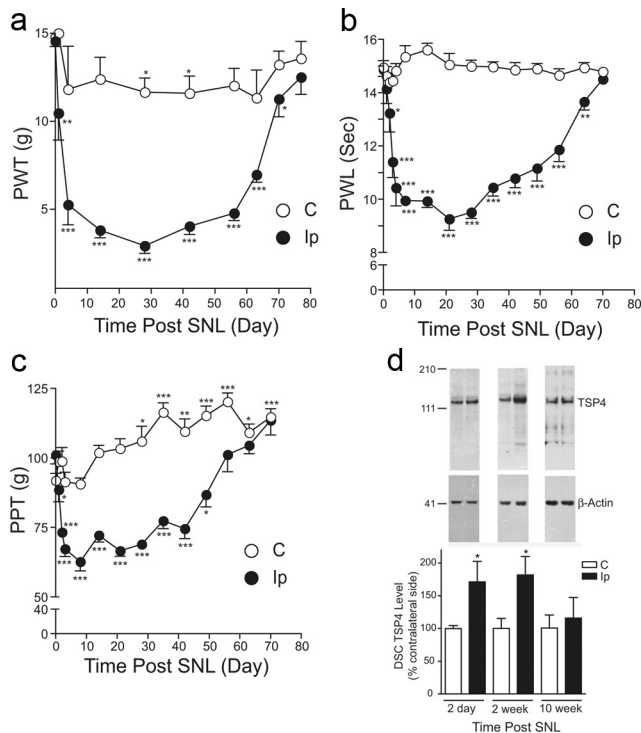 a
15
10
5
PWT (g)
0 10 20 30 40 50 60 70 80
Time Post SNL (Day)
C
Ip
* *
**
***
*** *** *** *** ***
*
b
16
14
12
10
8
6
0
PWL (Sec)
0 10 20 30 40 50 60 70 80
Time Post SNL (Day)
C
Ip
*
***
***
*** *** *** *** *** *** *** ***
**
c
125
100
75
50
40
0
PPT (g)
0 10 20 30 40 50 60 70 80
Time Post SNL (Day)
C
Ip
* *** ** *** *** * ***
*
***
*** *** *** *** *** *** ***
*
d
210
111
TSP4
41
β-Actin
C
Ip
* *
200
150
100
50
0
DSC TSP4 Level
(% contralateral side)
2 day 2 week 10 week
Time Post SNL